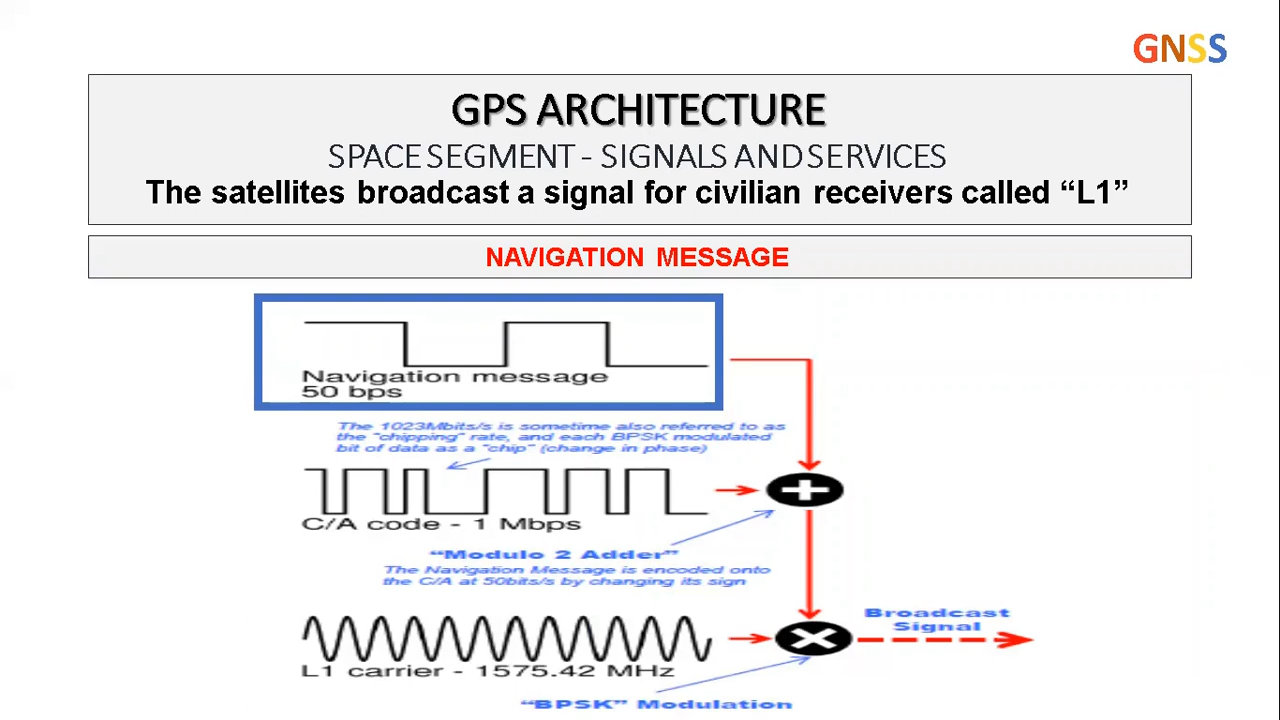 GNSS
GPS ARCHITECTURE
SPACE SEGMENT - SIGNALS AND SERVICES
The satellites broadcast a signal for civilian receivers called “L1”
NAVIGATION MESSAGE
Navigation message
50 bps
The 1023Mbits/s is sometime also referred to as
the "chipping" rate, and each BPSK modulated
bit of data as a "chip" (change in phase)
C/A code - 1 Mbps
“Modulo 2 Adder”
The Navigation Message is encoded onto
the C/A at 50bits/s by changing its sign
Broadcast
Signal
L1 carrier - 1575.42 MHz
“BPSK” Modulation